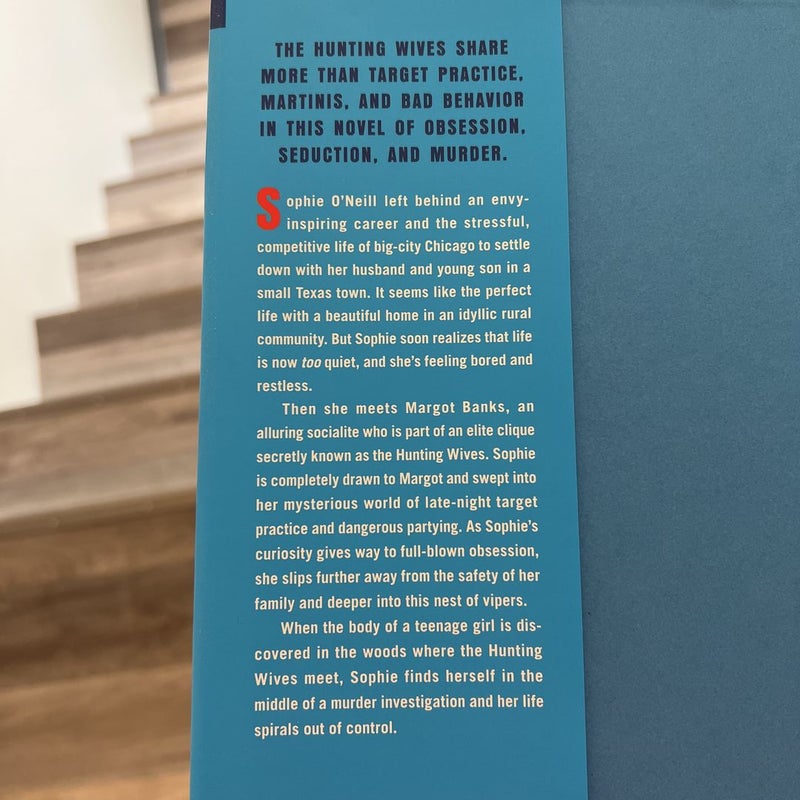 THE HUNTING WIVES SHARE
MORE THAN TARGET PRACTICE,
MARTINIS, AND BAD BEHAVIOR
IN THIS NOVEL OF OBSESSION,
SEDUCTION, AND MURDER.
Sophie O'Neill left behind an envy-
inspiring career and the stressful,
competitive life of big-city Chicago to settle
down with her husband and young son in a
small Texas town. It seems like the perfect
life with a beautiful home in an idyllic rural
community. But Sophie soon realizes that life
is now too quiet, and she's feeling bored and
restless.
Then she meets Margot Banks, an
alluring socialite who is part of an elite clique
secretly known as the Hunting Wives. Sophie
is completely drawn to Margot and swept into
her mysterious world of late-night target
practice and dangerous partying. As Sophie's
curiosity gives way to full-blown obsession,
she slips further away from the safety of her
family and deeper into this nest of vipers.
When the body of a teenage girl is dis-
covered in the woods where the Hunting
Wives meet, Sophie finds herself in the
middle of a murder investigation and her life
spirals out of control.